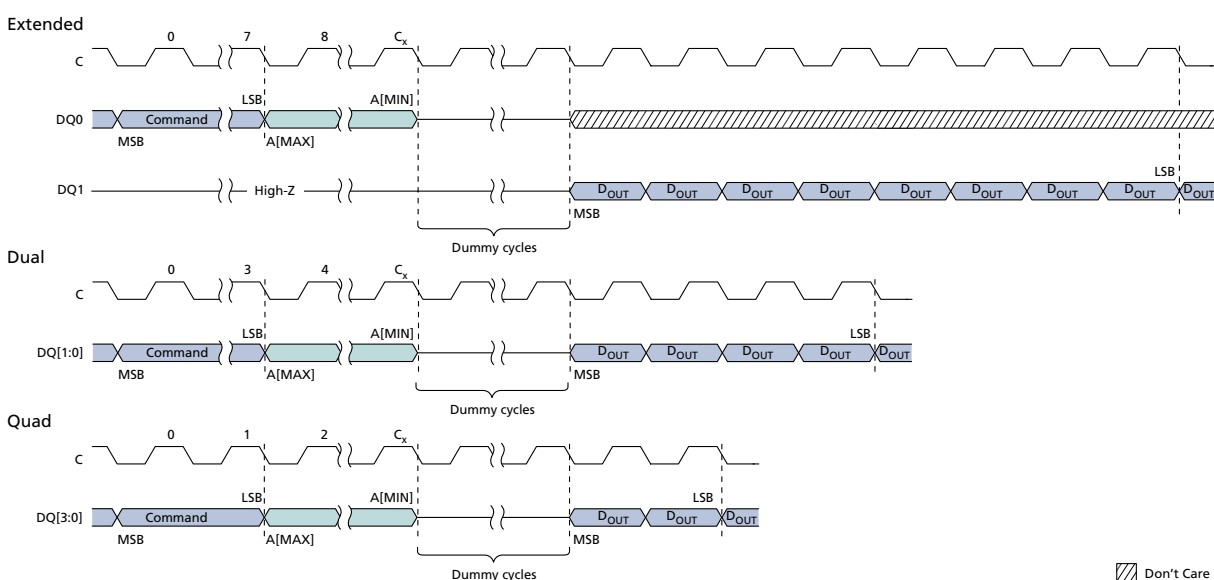 Extended
0 7 8 Cx
C
LSB A[MIN]
DQ0 Command
MSB A[MAX]
LSB
DQ1 High-Z DOUT DOUT DOUT DOUT DOUT DOUT DOUT DOUT DOUT
MSB
Dummy cycles
Dual
0 3 4 Cx
C
LSB A[MIN] LSB
DQ[1:0] Command DOUT DOUT DOUT DOUT DOUT
MSB A[MAX] MSB
Dummy cycles
Quad
0 1 2 Cx
C
LSB A[MIN] LSB
DQ[3:0] Command DOUT DOUT DOUT
MSB A[MAX] MSB
Dummy cycles
Don't Care